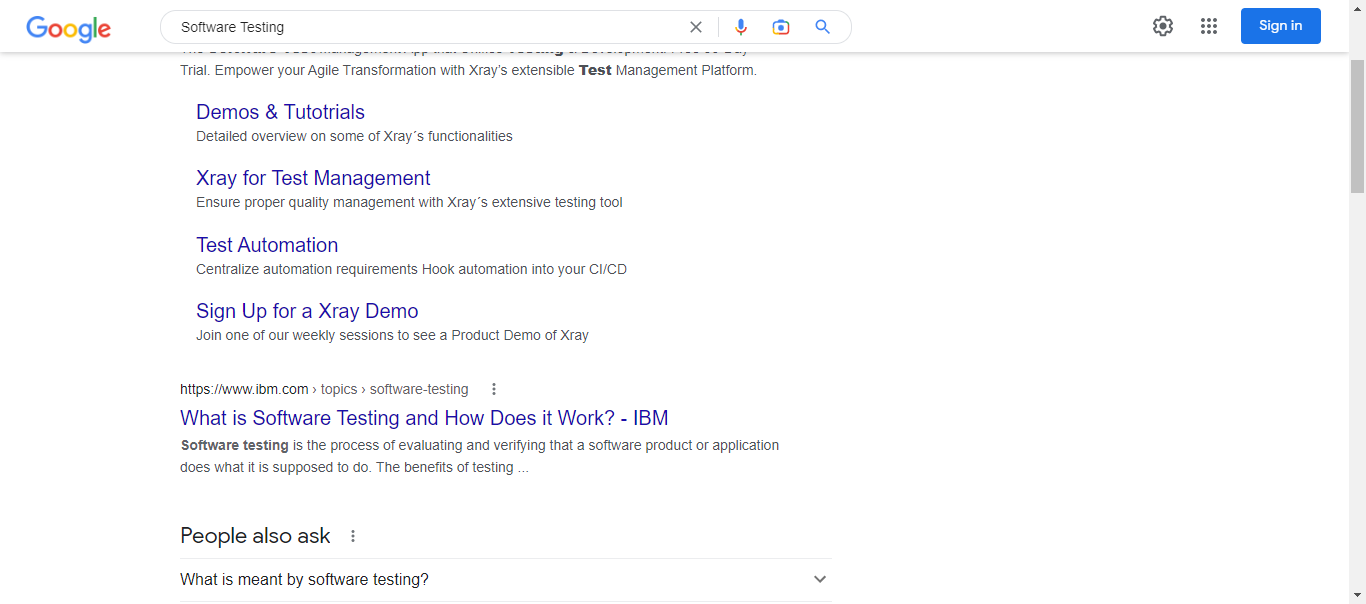 Google
Software Testing
Sign in
Trial. Empower your Agile Transformation with Xray’s extensible Test Management Platform.
Demos & Tutotrials
Detailed overview on some of Xray´s functionalities
Xray for Test Management
Ensure proper quality management with Xray´s extensive testing tool
Test Automation
Centralize automation requirements Hook automation into your CI/CD
Sign Up for a Xray Demo
Join one of our weekly sessions to see a Product Demo of Xray
https://www.ibm.com › topics › software-testing
What is Software Testing and How Does it Work? - IBM
Software testing is the process of evaluating and verifying that a software product or application
does what it is supposed to do. The benefits of testing ...
People also ask
What is meant by software testing?